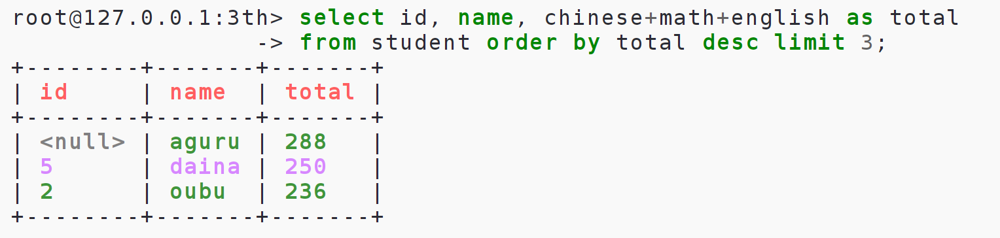 root@127.0.0.1:3th> select id, name, chinese+math+english as total
-> from student order by total desc limit 3;
+--------+-------+-------+
| id     | name  | total |
+--------+-------+-------+
| <null> | aguru | 288   |
| 5      | daina | 250   |
| 2      | oubu  | 236   |
+--------+-------+-------+